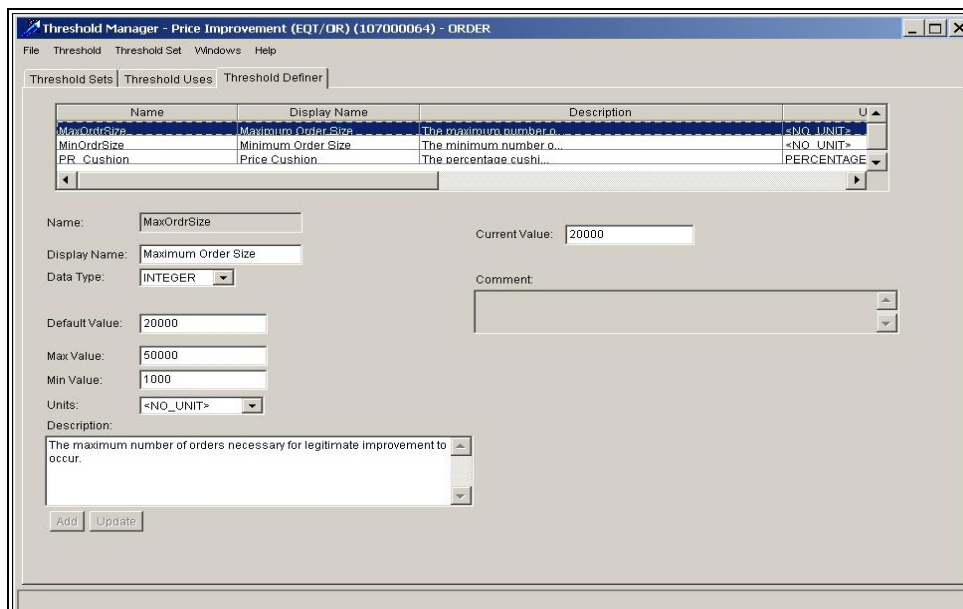 Threshold Manager - Price Improvement (EQT/OR) (107000064) - ORDER
File Threshold Threshold Set Windows Help
Threshold Sets Threshold Uses Threshold Definer
Name Display Name Description U
MaxOrdrSize Maximum Order Size The maximum number o... <NO_UNIT>
MinOrdrSize Minimum Order Size The minimum number o... <NO_UNIT>
PR_Cushion Price Cushion The percentage cushi... PERCENTAGE
Name: MaxOrdrSize
Current Value: 20000
Display Name: Maximum Order Size
Data Type: INTEGER
Comment:
Default Value: 20000
Max Value: 50000
Min Value: 1000
Units: <NO_UNIT>
Description:
The maximum number of orders necessary for legitimate improvement to
occur.
Add Update